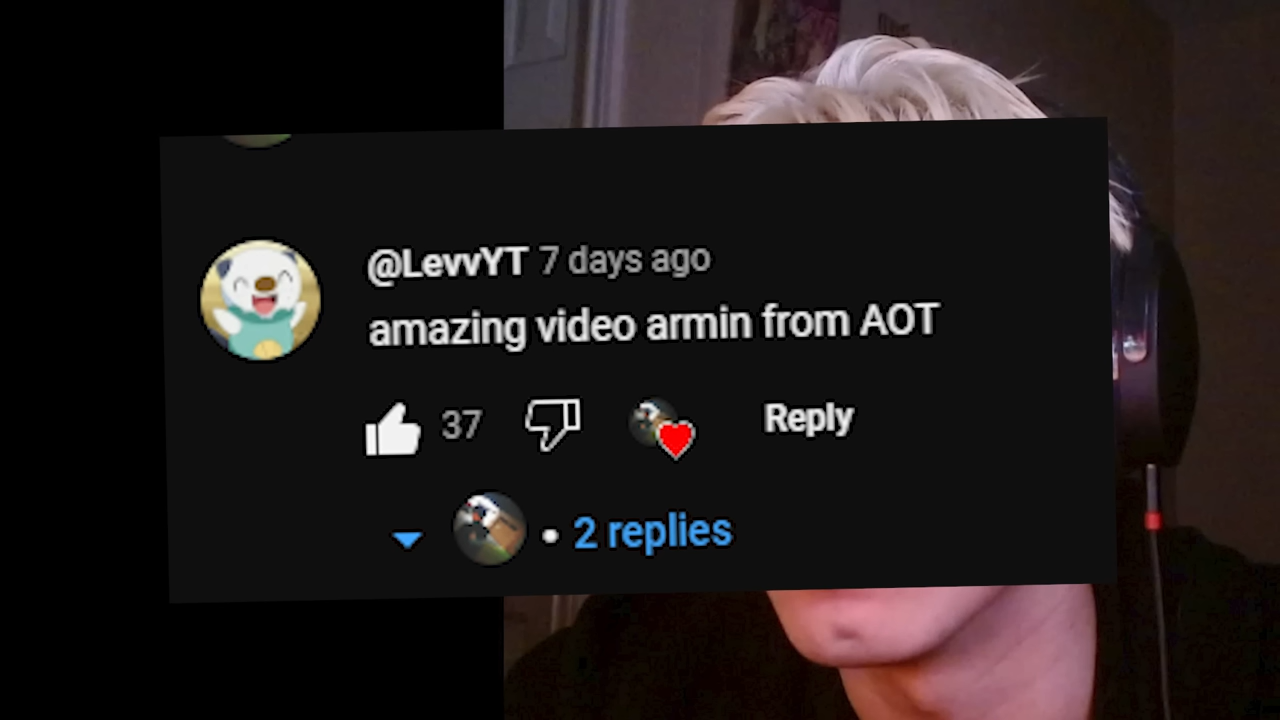 @LevvYT 7 days ago
amazing video armin from AOT
37
Reply
2 replies